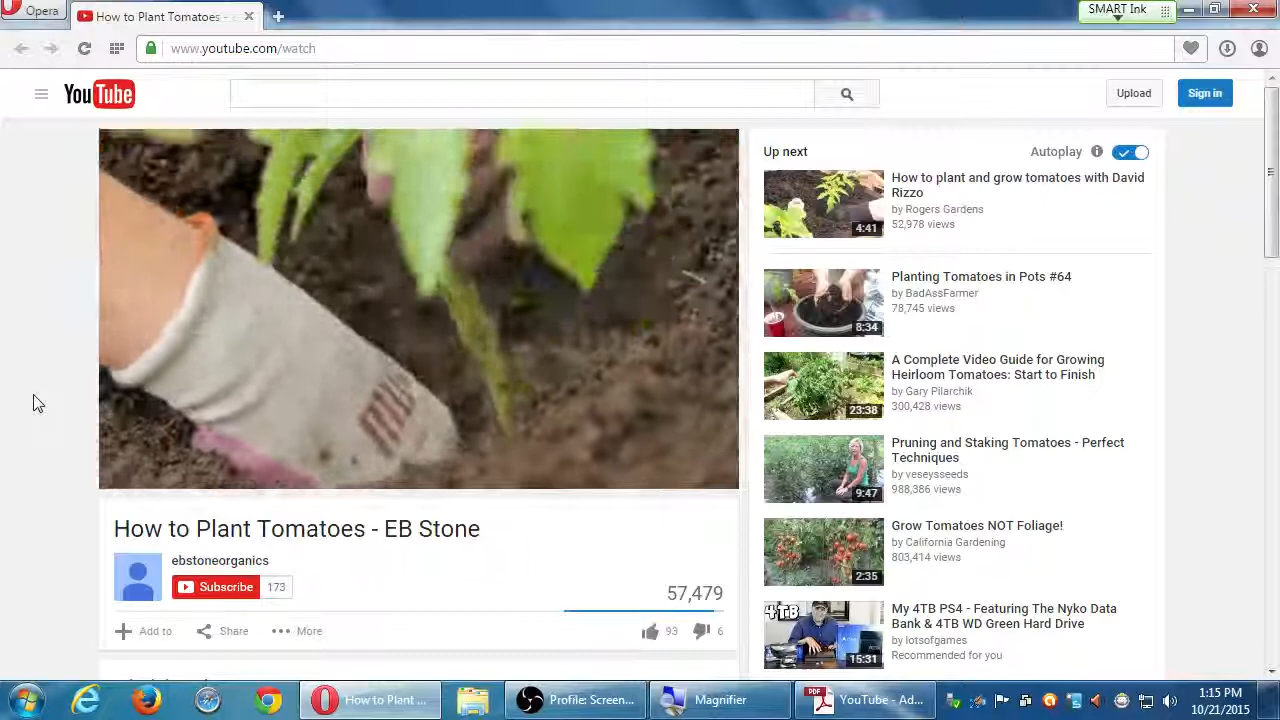 Opera
How to Plant Tomatoes -
SMART Ink
www.youtube.com/watch
YouTube
Upload
Sign in
Up next
Autoplay
How to plant and grow tomatoes with David
Rizzo
by Rogers Gardens
52,978 views
4:41
Planting Tomatoes in Pots #64
by BadAssFarmer
78,745 views
8:34
A Complete Video Guide for Growing
Heirloom Tomatoes: Start to Finish
by Gary Pilarchik
300,428 views
23:38
Pruning and Staking Tomatoes - Perfect
Techniques
by veseysseeds
988,386 views
9:47
Grow Tomatoes NOT Foliage!
by California Gardening
803,414 views
2:35
My 4TB PS4 - Featuring The Nyko Data
Bank & 4TB WD Green Hard Drive
by lotsofgames
Recommended for you
4TB
15:31
How to Plant Tomatoes - EB Stone
ebstoneorganics
Subscribe
173
57,479
Add to
Share
More
93
6
How to Plant ...
Profile: Screen...
Magnifier
PDF
YouTube - Ad...
1:15 PM
10/21/2015